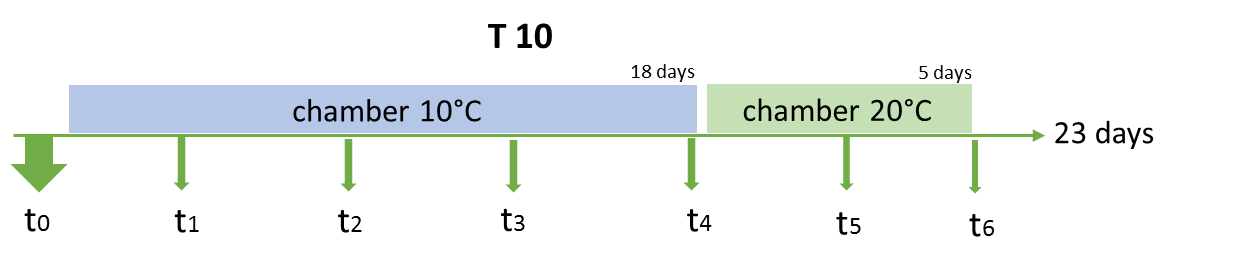 T 10
18 days
5 days
chamber 10°C
chamber 20°C
23 days
t0
t1
t2
t3
t4
t5
t6